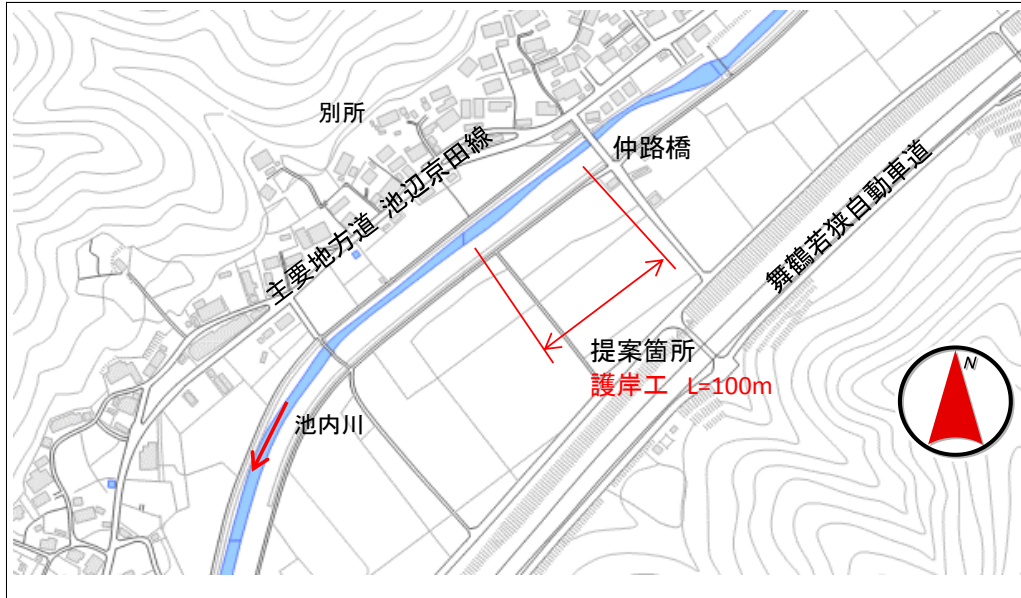 別所
仲路橋
主要地方道 池辺京田線
舞鶴若狭自動車道
提案箇所
護岸工 L=100m
池内川
N